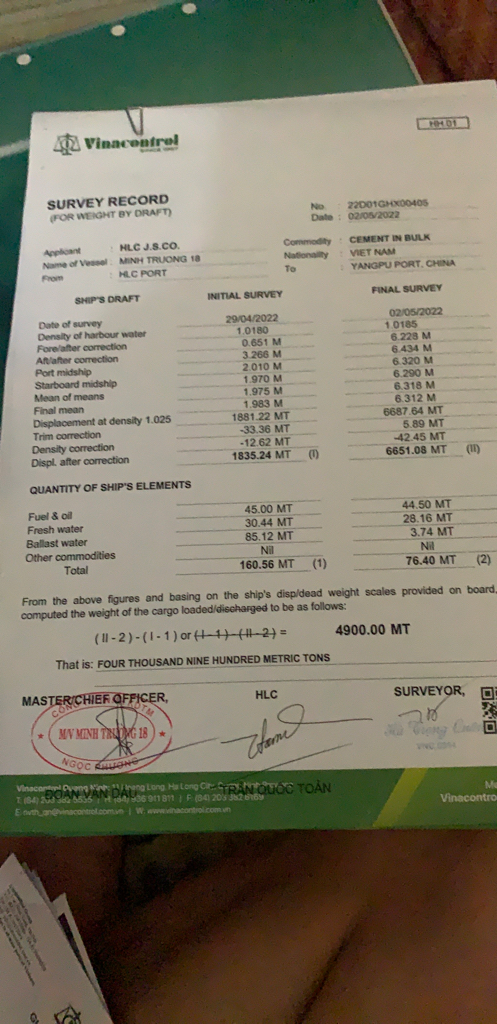 HH.01
Vinacontrol
SURVEY RECORD
(FOR WEIGHT BY DRAFT)
No. : 22D01GHX00405
Date : 02/05/2022
Applicant : HLC J.S.CO.
Commodity : CEMENT IN BULK
Name of Vessel : MINH TRUONG 18
Nationality : VIET NAM
From : HLC PORT
To : YANGPU PORT, CHINA
SHIP'S DRAFT INITIAL SURVEY FINAL SURVEY
Date of survey 29/04/2022 02/05/2022
Density of harbour water 1.0180 1.0185
Fore/after correction 0.651 M 6.228 M
Aft/after correction 3.266 M 6.434 M
Port midship 2.010 M 6.320 M
Starboard midship 1.970 M 6.290 M
Mean of means 1.975 M 6.318 M
Final mean 1.983 M 6.312 M
Displacement at density 1.025 1881.22 MT 6687.64 MT
Trim correction -33.36 MT 5.89 MT
Density correction -12.62 MT -42.45 MT
Displ. after correction 1835.24 MT (I) 6651.08 MT (II)
QUANTITY OF SHIP'S ELEMENTS
Fuel & oil 45.00 MT 44.50 MT
Fresh water 30.44 MT 28.16 MT
Ballast water 85.12 MT 3.74 MT
Other commodities Nil Nil
Total 160.56 MT (1) 76.40 MT (2)
From the above figures and basing on the ship's disp/dead weight scales provided on board,
computed the weight of the cargo loaded/discharged to be as follows:
( II - 2 ) - ( I - 1 ) or ( I - 1 ) - ( II - 2 ) = 4900.00 MT
That is: FOUR THOUSAND NINE HUNDRED METRIC TONS
MASTER/CHIEF OFFICER, HLC SURVEYOR,
M/V MINH TRUONG 18
NGỌC PHƯƠNG
ĐOÀN VĂN DẬU TRẦN QUỐC TOẢN
Vinacontro